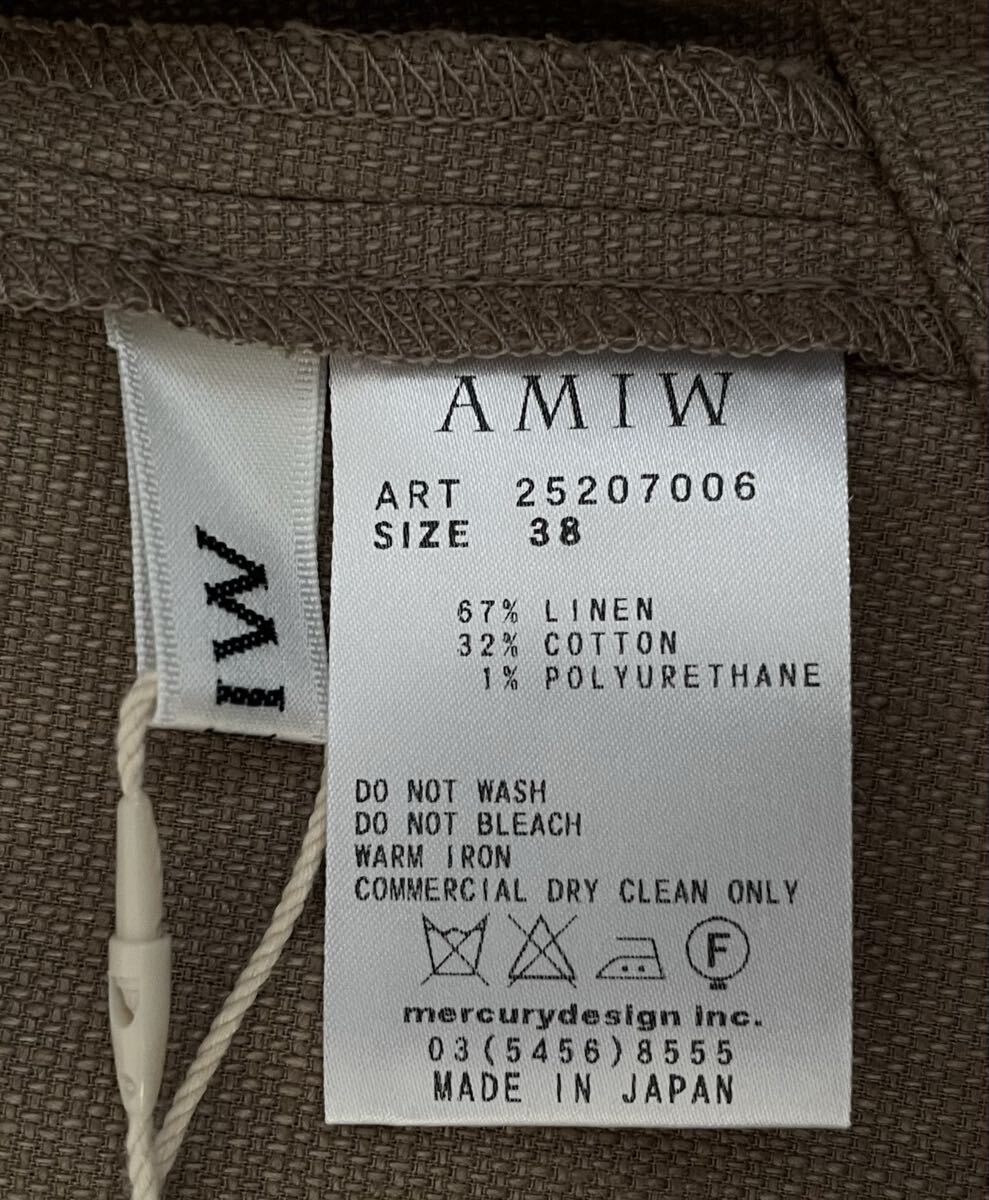 AMIW
ART 25207006
SIZE 38
67% LINEN
32% COTTON
1% POLYURETHANE
DO NOT WASH
DO NOT BLEACH
WARM IRON
COMMERCIAL DRY CLEAN ONLY
F
mercurydesign inc.
03(5456)8555
MADE IN JAPAN
IW